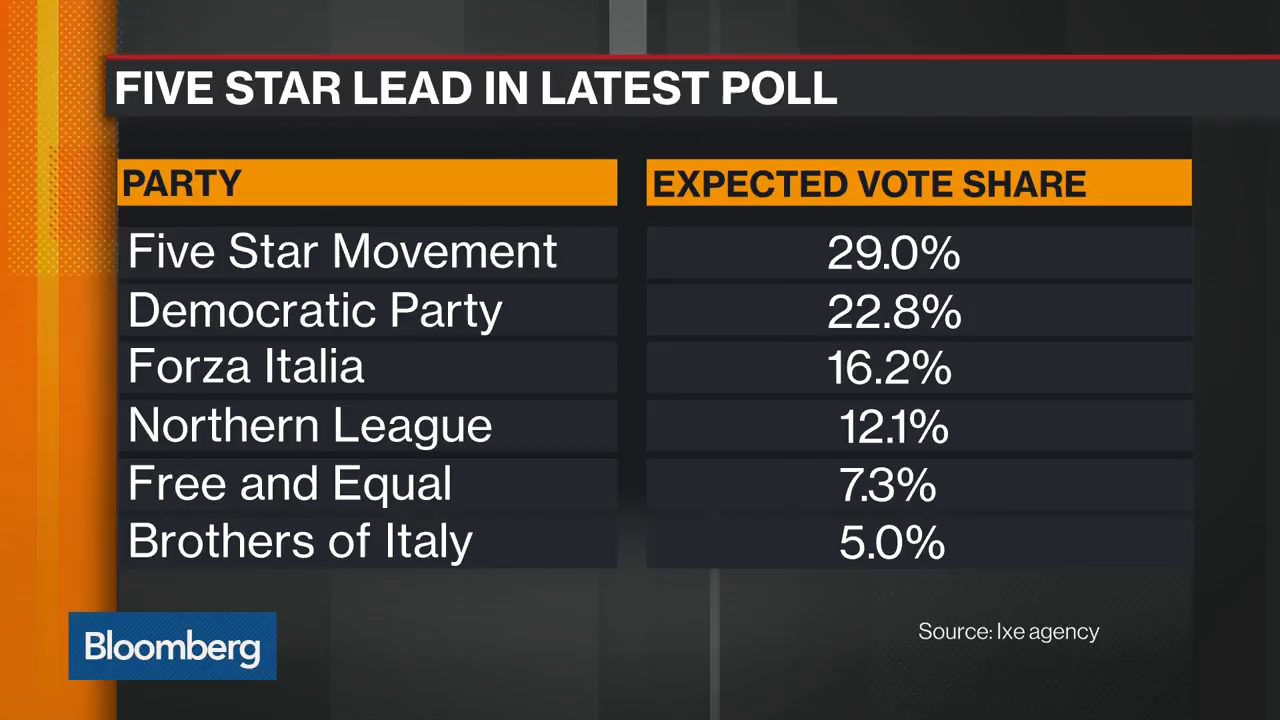 FIVE STAR LEAD IN LATEST POLL
PARTY EXPECTED VOTE SHARE
Five Star Movement 29.0%
Democratic Party 22.8%
Forza Italia 16.2%
Northern League 12.1%
Free and Equal 7.3%
Brothers of Italy 5.0%
Source: Ixe agency
Bloomberg